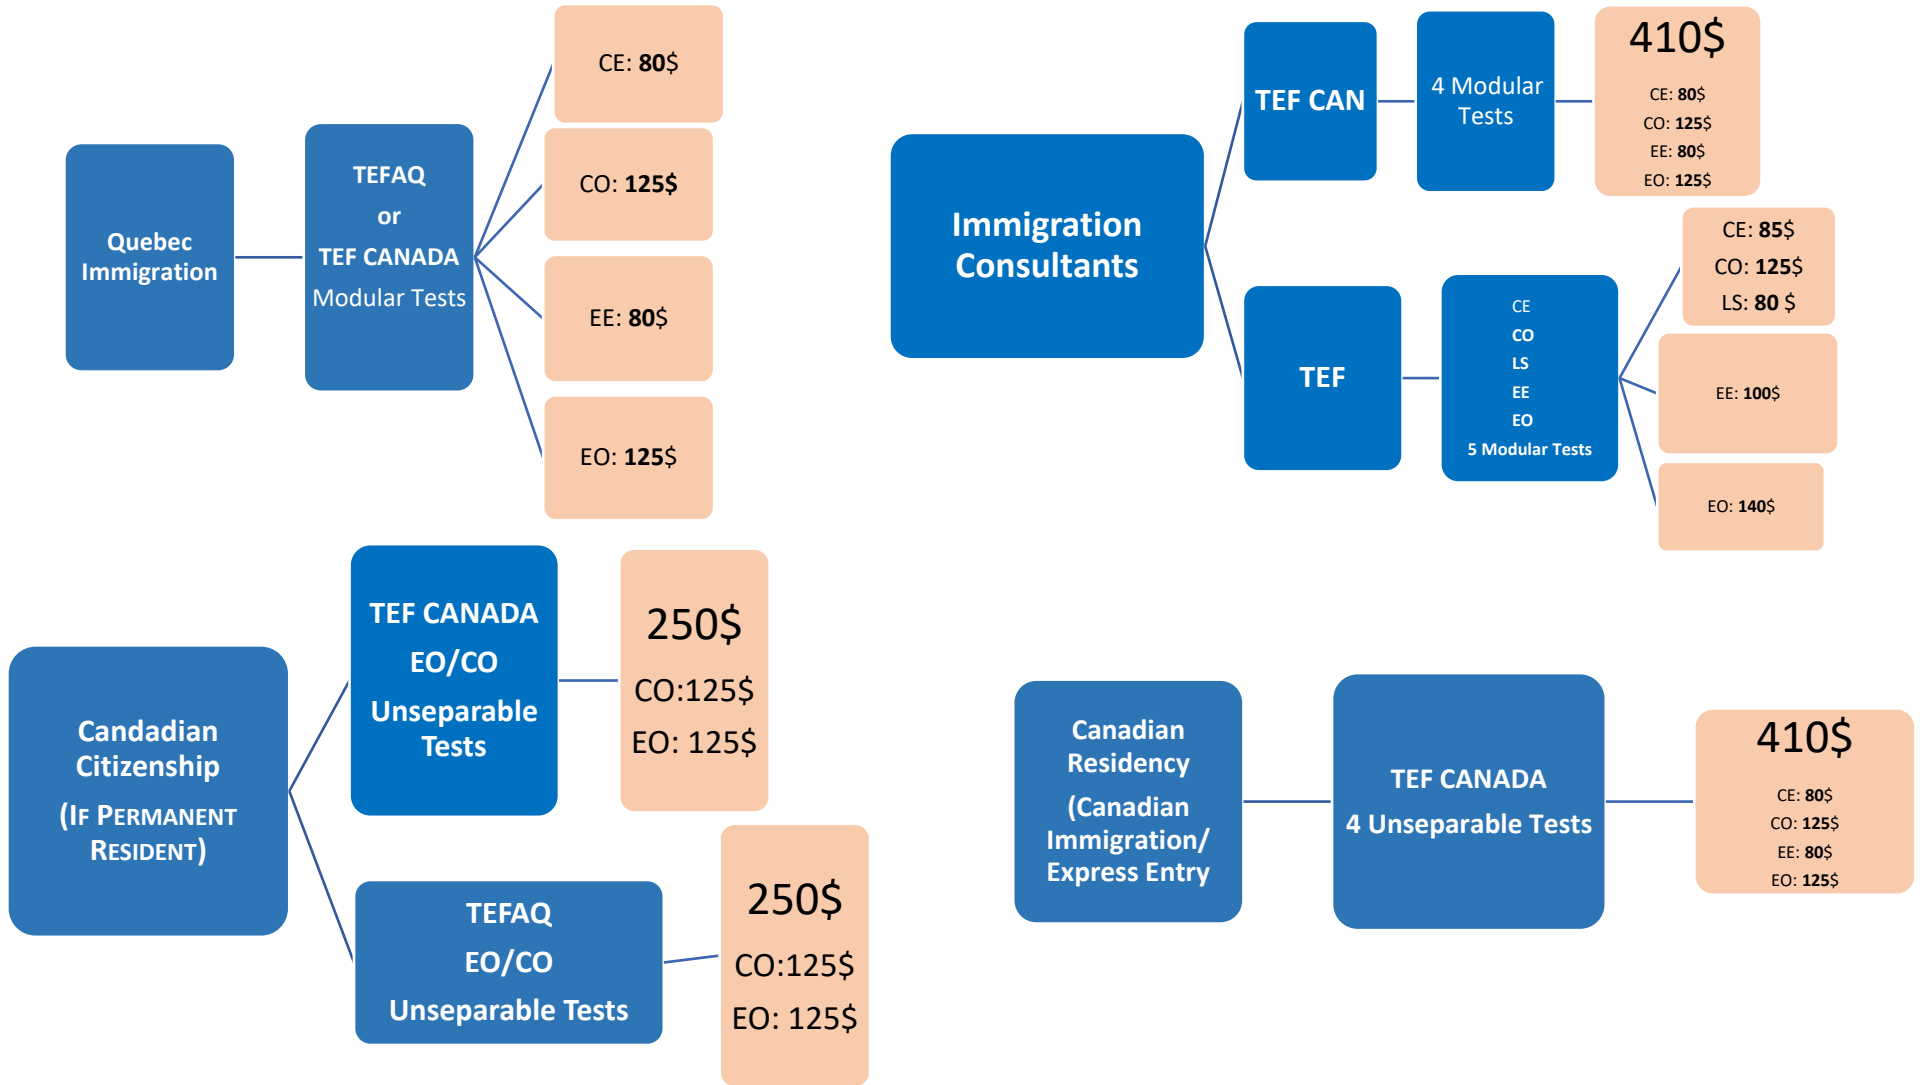 Quebec
Immigration
TEFAQ
or
TEF CANADA
Modular Tests
CE: 80$
CO: 125$
EE: 80$
EO: 125$
Immigration
Consultants
TEF CAN
4 Modular
Tests
410$
CE: 80$
CO: 125$
EE: 80$
EO: 125$
TEF
CE
CO
LS
EE
EO
5 Modular Tests
CE: 85$
CO: 125$
LS: 80 $
EE: 100$
EO: 140$
Candadian
Citizenship
(IF PERMANENT
RESIDENT)
TEF CANADA
EO/CO
Unseparable
Tests
250$
CO:125$
EO: 125$
TEFAQ
EO/CO
Unseparable Tests
250$
CO:125$
EO: 125$
Canadian
Residency
(Canadian
Immigration/
Express Entry
TEF CANADA
4 Unseparable Tests
410$
CE: 80$
CO: 125$
EE: 80$
EO: 125$